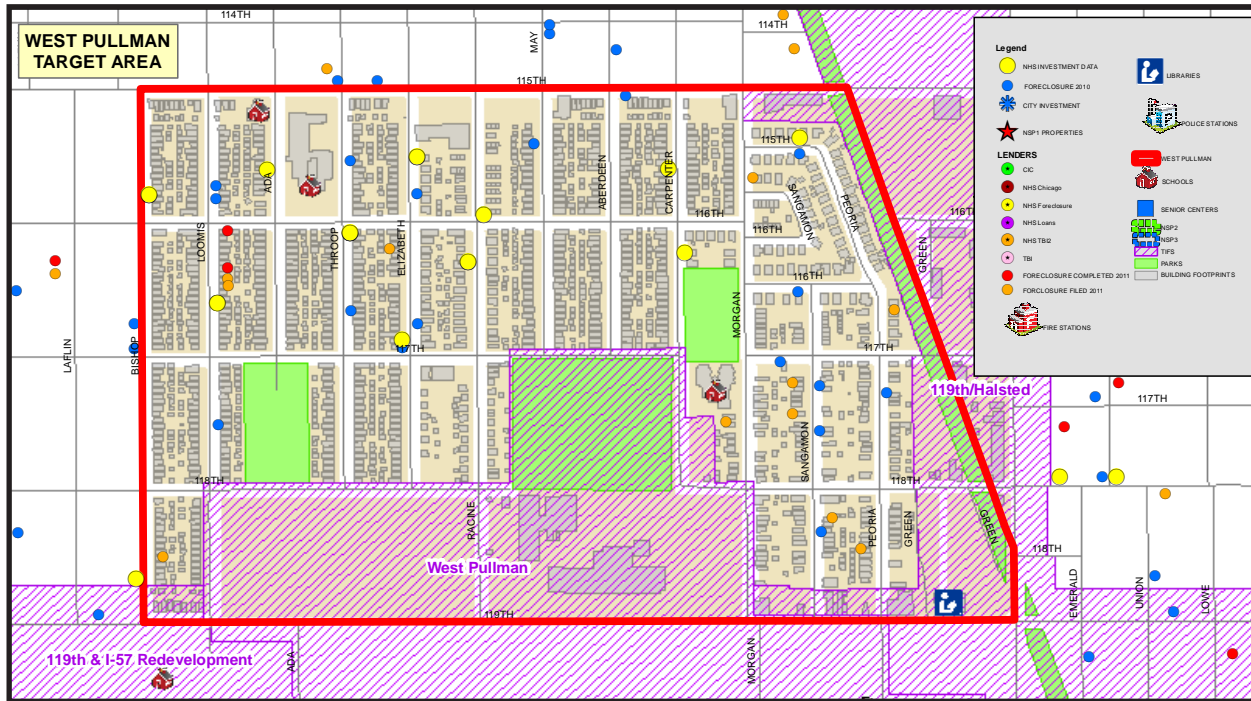 WEST PULLMAN
TARGET AREA
114TH
MAY
114TH
115TH
Legend
NHS INVESTMENT DATA
FORECLOSURE 2010
CITY INVESTMENT
NSP1 PROPERTIES
LENDERS
CIC
NHS Chicago
NHS Foreclosure
NHS Loans
NHS TBI2
TBI
FORECLOSURE COMPLETED 2011
FORCLOSURE FILED 2011
FIRE STATIONS
LIBRARIES
POLICE STATIONS
WEST PULLMAN
SCHOOLS
SENIOR CENTERS
NSP2
NSP3
TIFS
PARKS
BUILDING FOOTPRINTS
115TH
ADA
ABERDEEN
CARPENTER
SANGAMON
PEORIA
116TH
116TH
116TH
LOOMIS
THROOP
ELIZABETH
116TH
GREEN
116TH
MORGAN
LAFLIN
BISHOP
117TH
117TH
119th/Halsted
117TH
SANGAMON
118TH
118TH
RACINE
PEORIA
GREEN
GREEN
118TH
West Pullman
EMERALD
UNION
LOWE
119TH
119th & I-57 Redevelopment
ADA
MORGAN